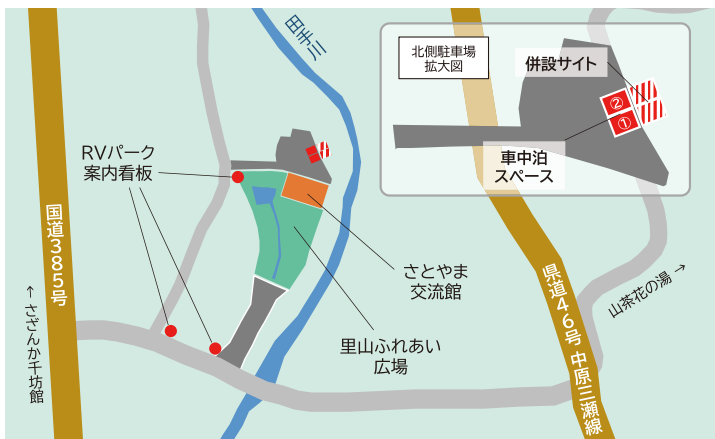 田手川
北側駐車場
拡大図
併設サイト
②
①
車中泊
スペース
RVパーク
案内看板
国道385号
さとやま
交流館
県道46号 中原三瀬線
山茶花の湯 →
← さざんか千坊館
里山ふれあい
広場